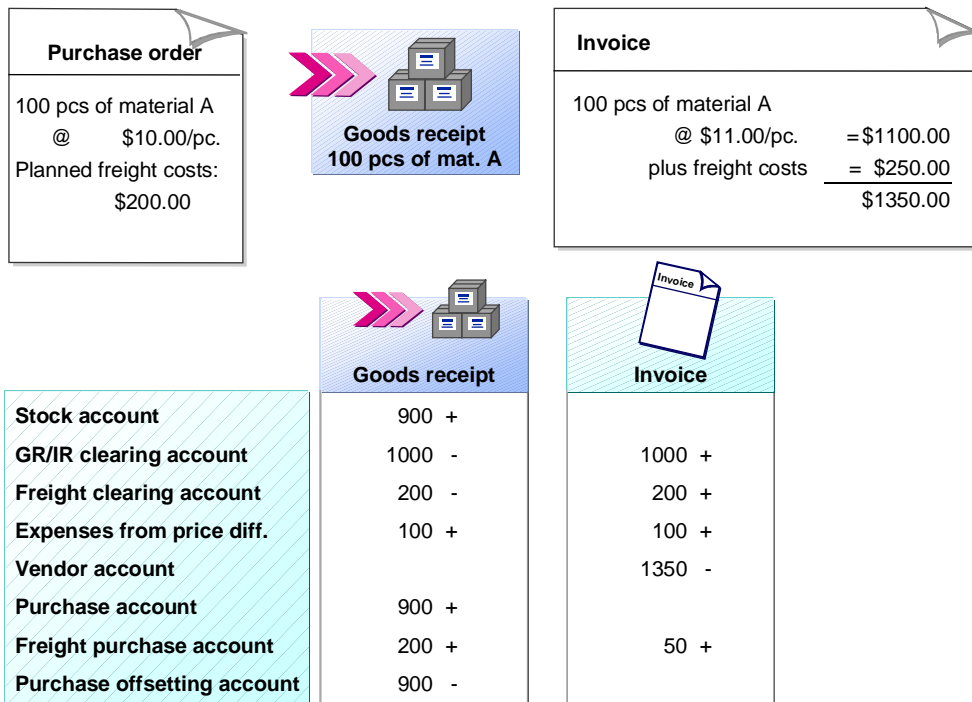 Purchase order
100 pcs of material A
@ $10.00/pc.
Planned freight costs:
$200.00
Goods receipt
100 pcs of mat. A
Invoice
100 pcs of material A
@ $11.00/pc. =$1100.00
plus freight costs = $250.00
$1350.00
Invoice
Goods receipt Invoice
Stock account 900 +
GR/IR clearing account 1000 - 1000 +
Freight clearing account 200 - 200 +
Expenses from price diff. 100 + 100 +
Vendor account 1350 -
Purchase account 900 +
Freight purchase account 200 + 50 +
Purchase offsetting account 900 -